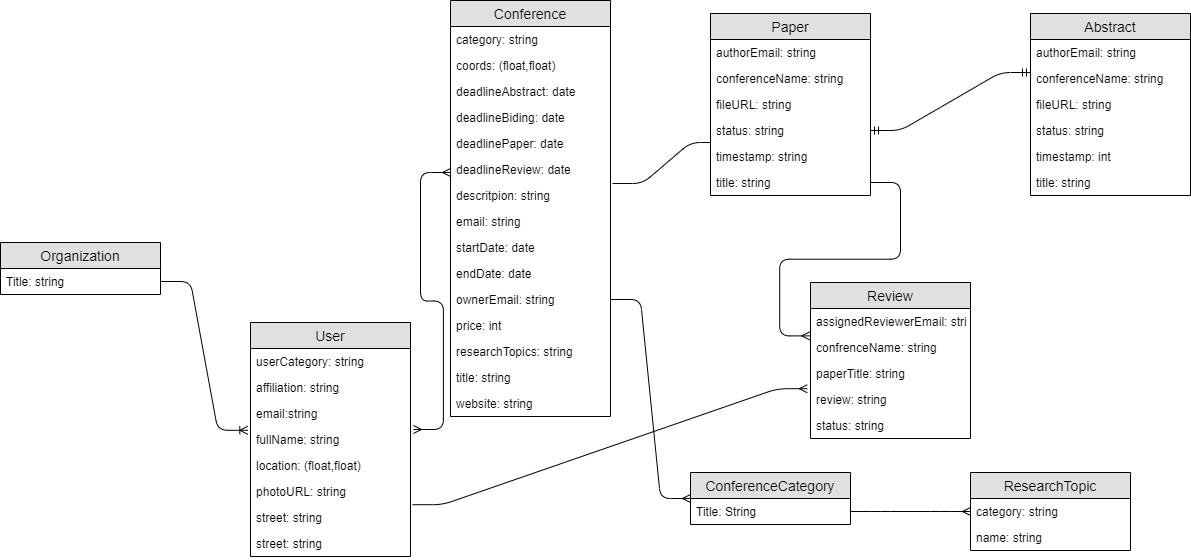 Conference
category: string
coords: (float,float)
deadlineAbstract: date
deadlineBiding: date
deadlinePaper: date
deadlineReview: date
descritpion: string
email: string
startDate: date
endDate: date
ownerEmail: string
price: int
researchTopics: string
title: string
website: string
Paper
authorEmail: string
conferenceName: string
fileURL: string
status: string
timestamp: string
title: string
Abstract
authorEmail: string
conferenceName: string
fileURL: string
status: string
timestamp: int
title: string
Organization
Title: string
User
userCategory: string
affiliation: string
email:string
fullName: string
location: (float,float)
photoURL: string
street: string
street: string
Review
assignedReviewerEmail: stri
confrenceName: string
paperTitle: string
review: string
status: string
ConferenceCategory
Title: String
ResearchTopic
category: string
name: string